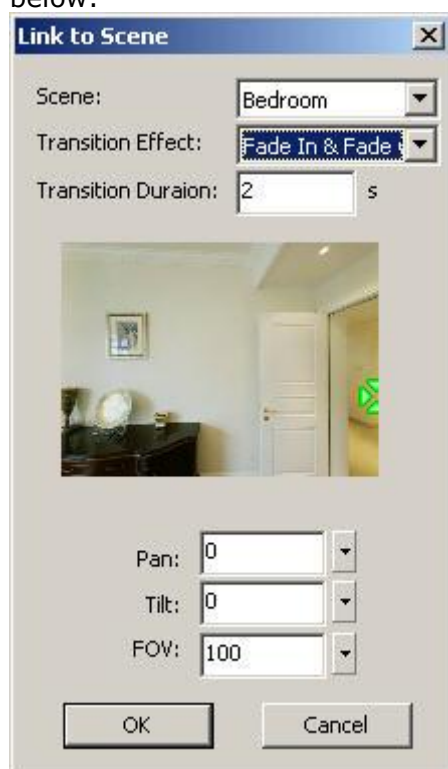 below:
Link to Scene
Scene: Bedroom
Transition Effect: Fade In & Fade
Transition Duraion: 2 s
Pan: 0
Tilt: 0
FOV: 100
OK Cancel